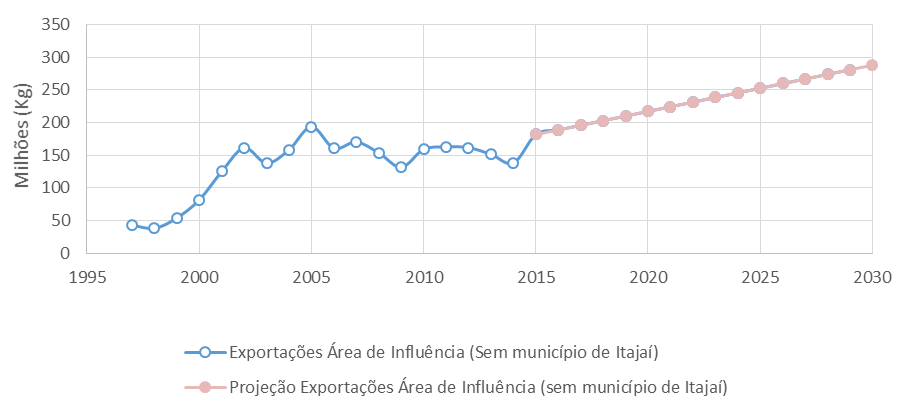 Milhões (Kg)
350
300
250
200
150
100
50
0
1995 2000 2005 2010 2015 2020 2025 2030
Exportações Área de Influência (Sem município de Itajaí)
Projeção Exportações Área de Influência (sem município de Itajaí)